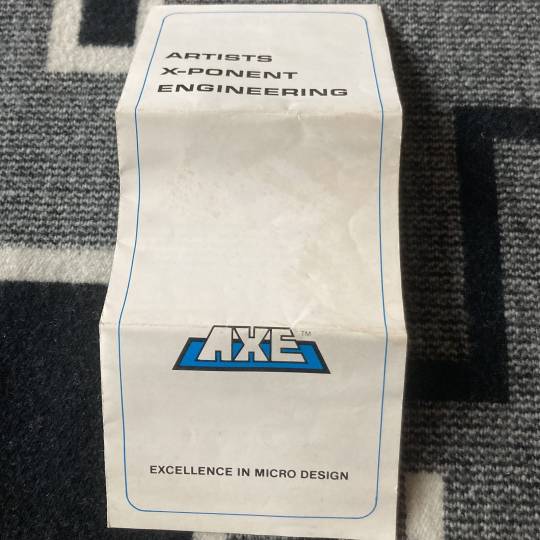 ARTISTS
X-PONENT
ENGINEERING
AXE™
EXCELLENCE IN MICRO DESIGN